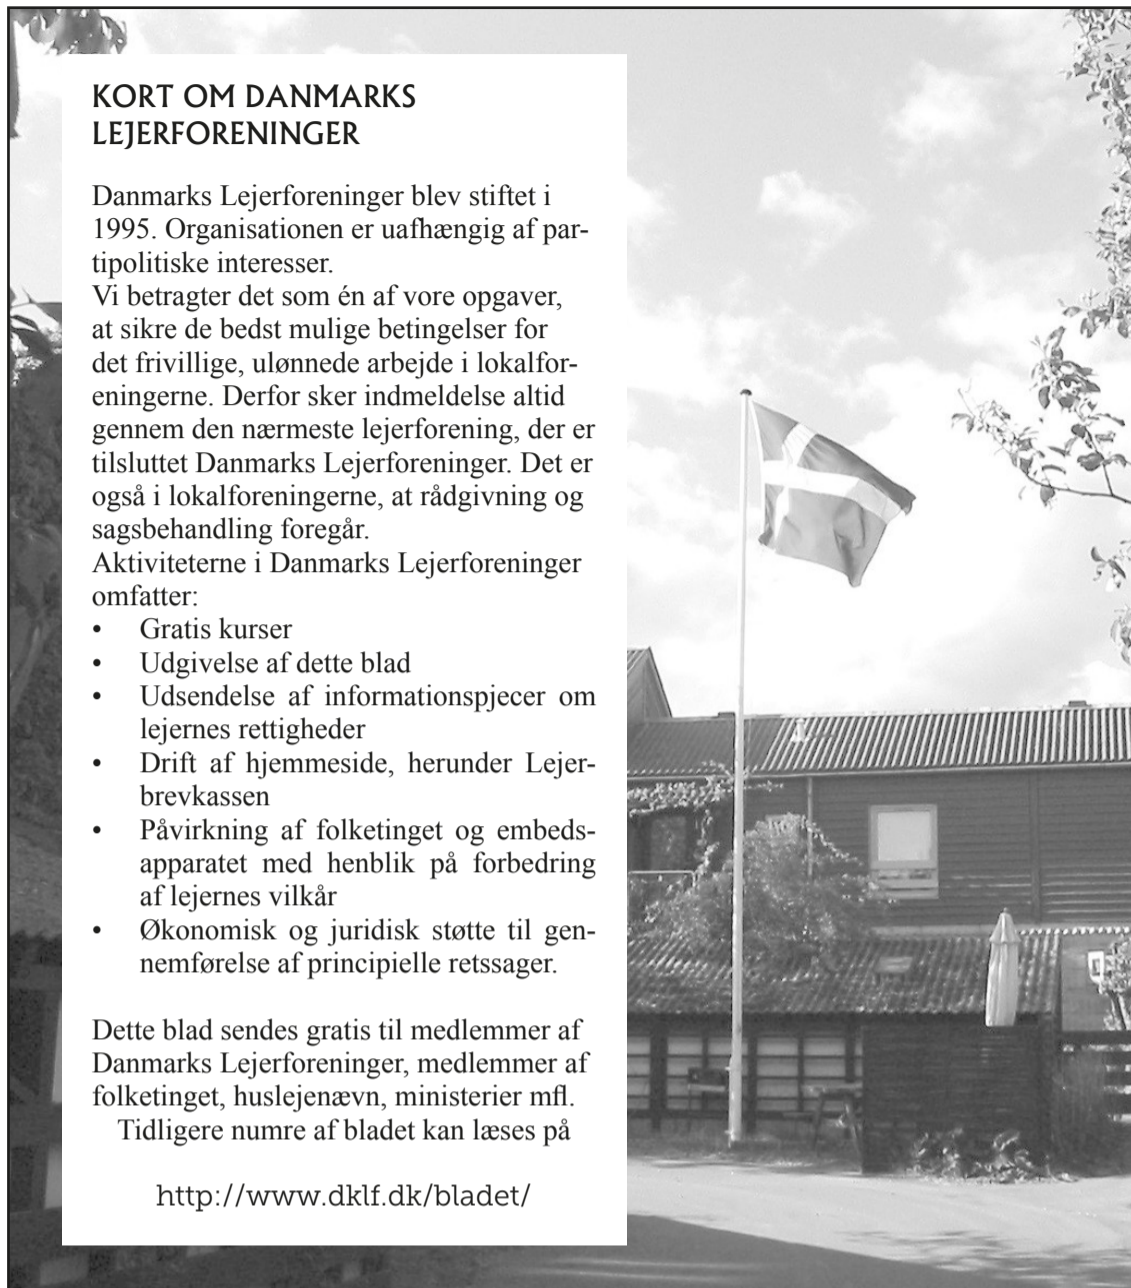 KORT OM DANMARKS
LEJERFORENINGER
Danmarks Lejerforeninger blev stiftet i
1995. Organisationen er uafhængig af par-
tipolitiske interesser.
Vi betragter det som én af vore opgaver,
at sikre de bedst mulige betingelser for
det frivillige, ulønnede arbejde i lokalfor-
eningerne. Derfor sker indmeldelse altid
gennem den nærmeste lejerforening, der er
tilsluttet Danmarks Lejerforeninger. Det er
også i lokalforeningerne, at rådgivning og
sagsbehandling foregår.
Aktiviteterne i Danmarks Lejerforeninger
omfatter:
• Gratis kurser
• Udgivelse af dette blad
• Udsendelse af informationspjecer om
lejernes rettigheder
• Drift af hjemmeside, herunder Lejer-
brevkassen
• Påvirkning af folketinget og embeds-
apparatet med henblik på forbedring
af lejernes vilkår
• Økonomisk og juridisk støtte til gen-
nemførelse af principielle retssager.
Dette blad sendes gratis til medlemmer af
Danmarks Lejerforeninger, medlemmer af
folketinget, huslejenævn, ministerier mfl.
Tidligere numre af bladet kan læses på
http://www.dklf.dk/bladet/